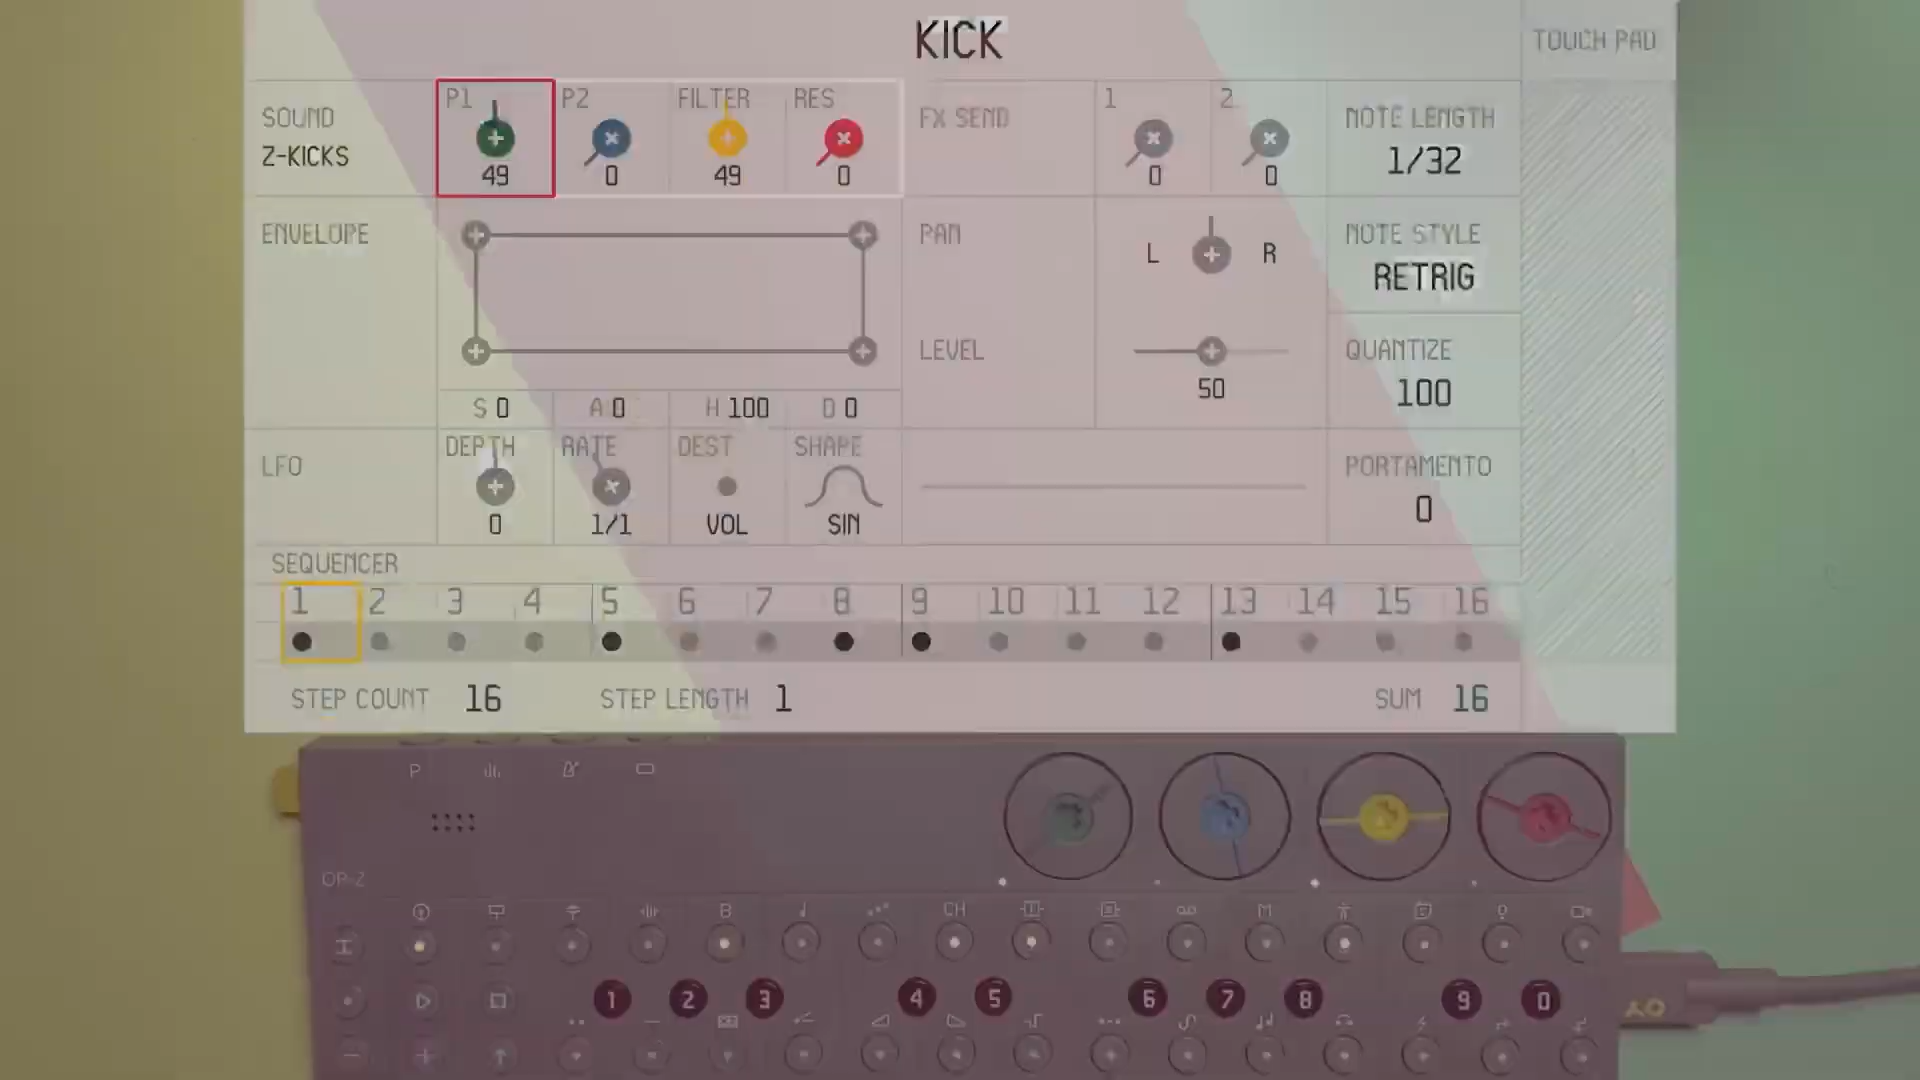 KICK
TOUCH PAD
SOUND
Z-KICKS
P1
49
P2
0
FILTER
49
RES
0
FX SEND
1
0
2
0
NOTE LENGTH
1/32
ENVELOPE
PAN
L R
NOTE STYLE
RETRIG
LEVEL
50
QUANTIZE
100
S 0 A 0 H 100 D 0
LFO
DEPTH
0
RATE
1/1
DEST
VOL
SHAPE
SIN
PORTAMENTO
0
SEQUENCER
1 2 3 4 5 6 7 8 9 10 11 12 13 14 15 16
STEP COUNT 16 STEP LENGTH 1 SUM 16
P
OP-Z
B CH M
1 2 3 4 5 6 7 8 9 0